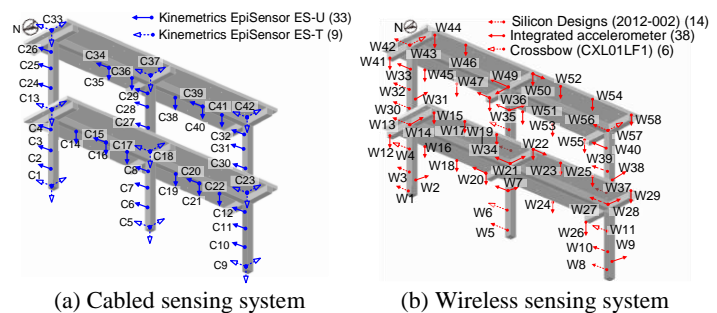 N
Kinemetrics EpiSensor ES-U (33)
Kinemetrics EpiSensor ES-T (9)
C33
C26
C25
C24
C13
C4
C3
C2
C1
C34
C35
C36
C37
C29
C28
C27
C38
C39
C40
C41
C42
C32
C31
C30
C14
C15
C16
C17
C18
C8
C7
C6
C5
C19
C20
C21
C22
C23
C12
C11
C10
C9
(a) Cabled sensing system
N
Silicon Designs (2012-002) (14)
Integrated accelerometer (38)
Crossbow (CXL01LF1) (6)
W44
W42
W43
W41
W33
W32
W30
W31
W45
W46
W47
W49
W50
W52
W54
W36
W51
W35
W53
W55
W56
W57
W58
W40
W39
W38
W13
W14
W15
W17
W19
W12
W4
W16
W18
W34
W22
W20
W21
W23
W25
W37
W29
W3
W2
W1
W7
W6
W5
W24
W27
W28
W26
W11
W10
W9
W8
(b) Wireless sensing system